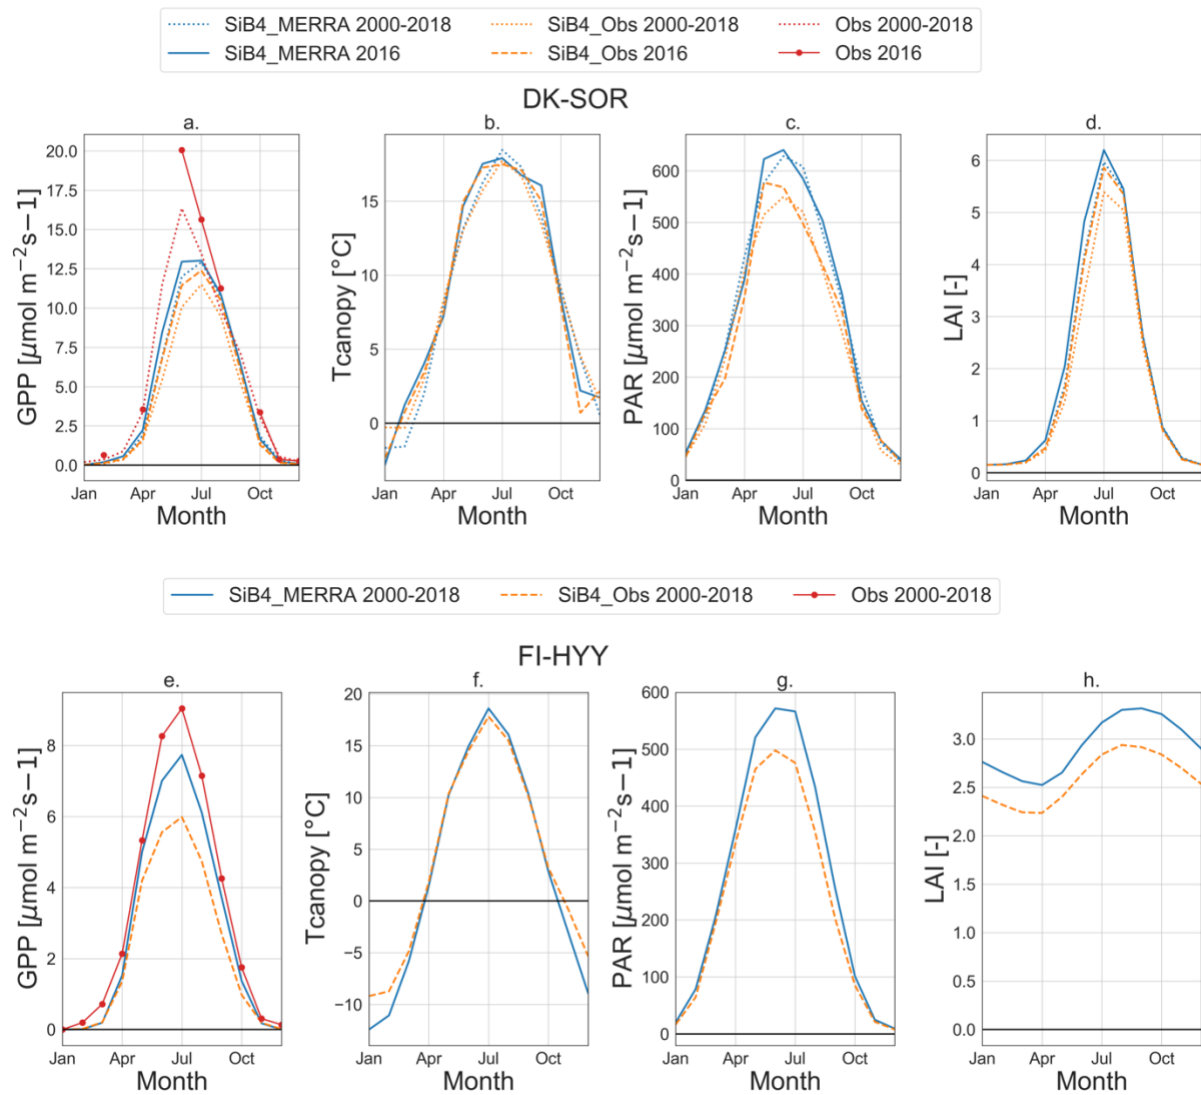 SiB4_MERRA 2000-2018 SiB4_Obs 2000-2018 Obs 2000-2018
SiB4_MERRA 2016 SiB4_Obs 2016 Obs 2016
DK-SOR
a.
GPP [μmol m−2s−1]
20.0
17.5
15.0
12.5
10.0
7.5
5.0
2.5
0.0
Jan Apr Jul Oct
Month
b.
Tcanopy [°C]
15
10
5
0
Jan Apr Jul Oct
Month
c.
PAR [μmol m−2s−1]
600
500
400
300
200
100
0
Jan Apr Jul Oct
Month
d.
LAI [-]
6
5
4
3
2
1
0
Jan Apr Jul Oct
Month
SiB4_MERRA 2000-2018 SiB4_Obs 2000-2018 Obs 2000-2018
FI-HYY
e.
GPP [μmol m−2s−1]
8
6
4
2
0
Jan Apr Jul Oct
Month
f.
Tcanopy [°C]
20
15
10
5
0
−5
−10
Jan Apr Jul Oct
Month
g.
PAR [μmol m−2s−1]
600
500
400
300
200
100
0
Jan Apr Jul Oct
Month
h.
LAI [-]
3.0
2.5
2.0
1.5
1.0
0.5
0.0
Jan Apr Jul Oct
Month